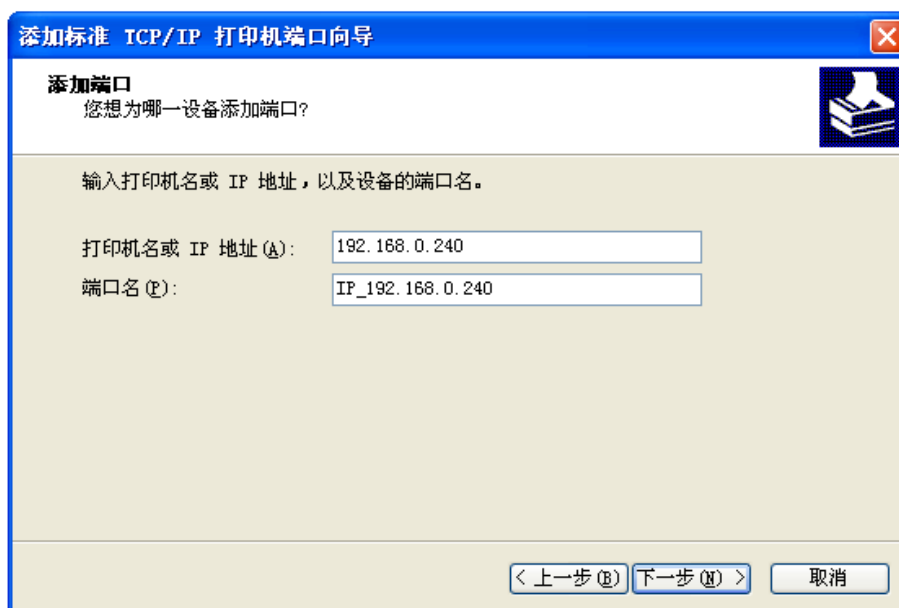 添加标准 TCP/IP 打印机端口向导
添加端口
您想为哪一设备添加端口?
输入打印机名或 IP 地址，以及设备的端口名。
打印机名或 IP 地址(A): 192.168.0.240
端口名(P): IP_192.168.0.240
< 上一步(B) 下一步(N) > 取消